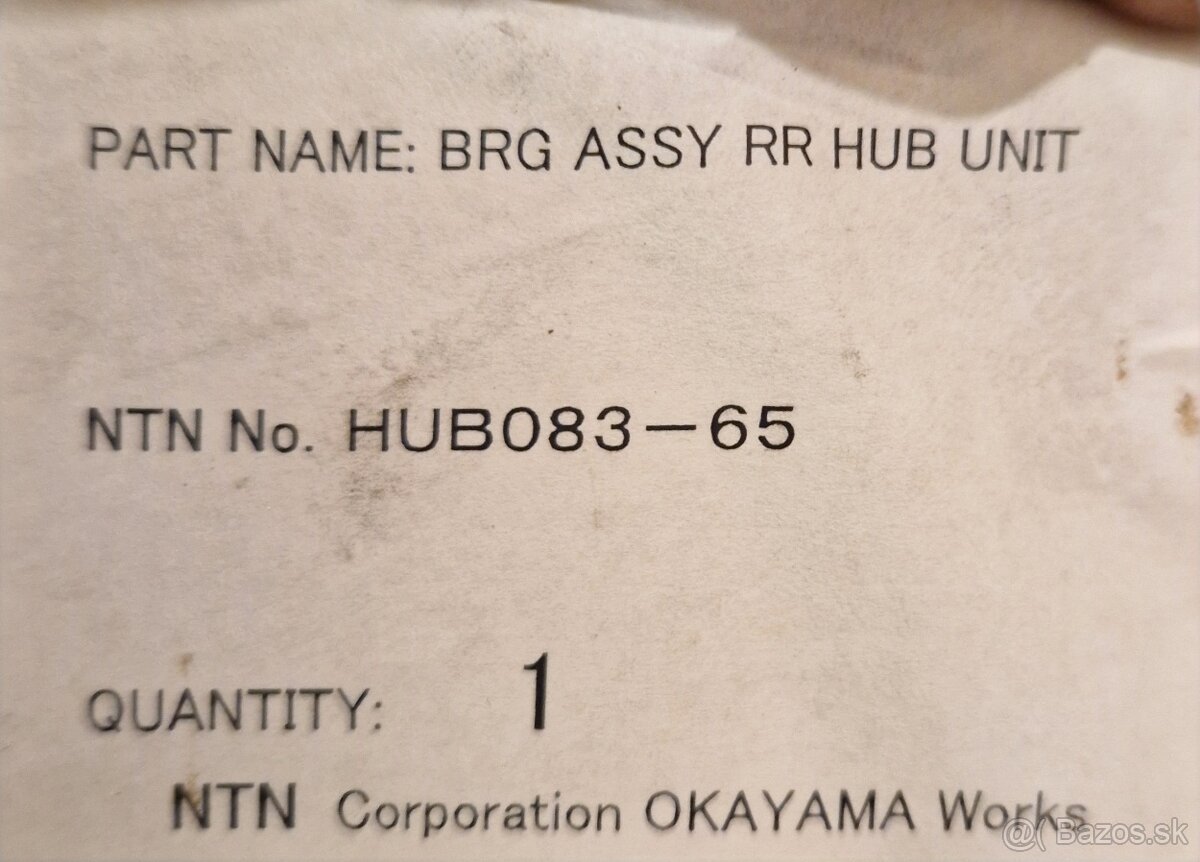 PART NAME: BRG ASSY RR HUB UNIT
NTN No. HUB083-65
QUANTITY: 1
NTN Corporation OKAYAMA Works
@( Bazos.sk